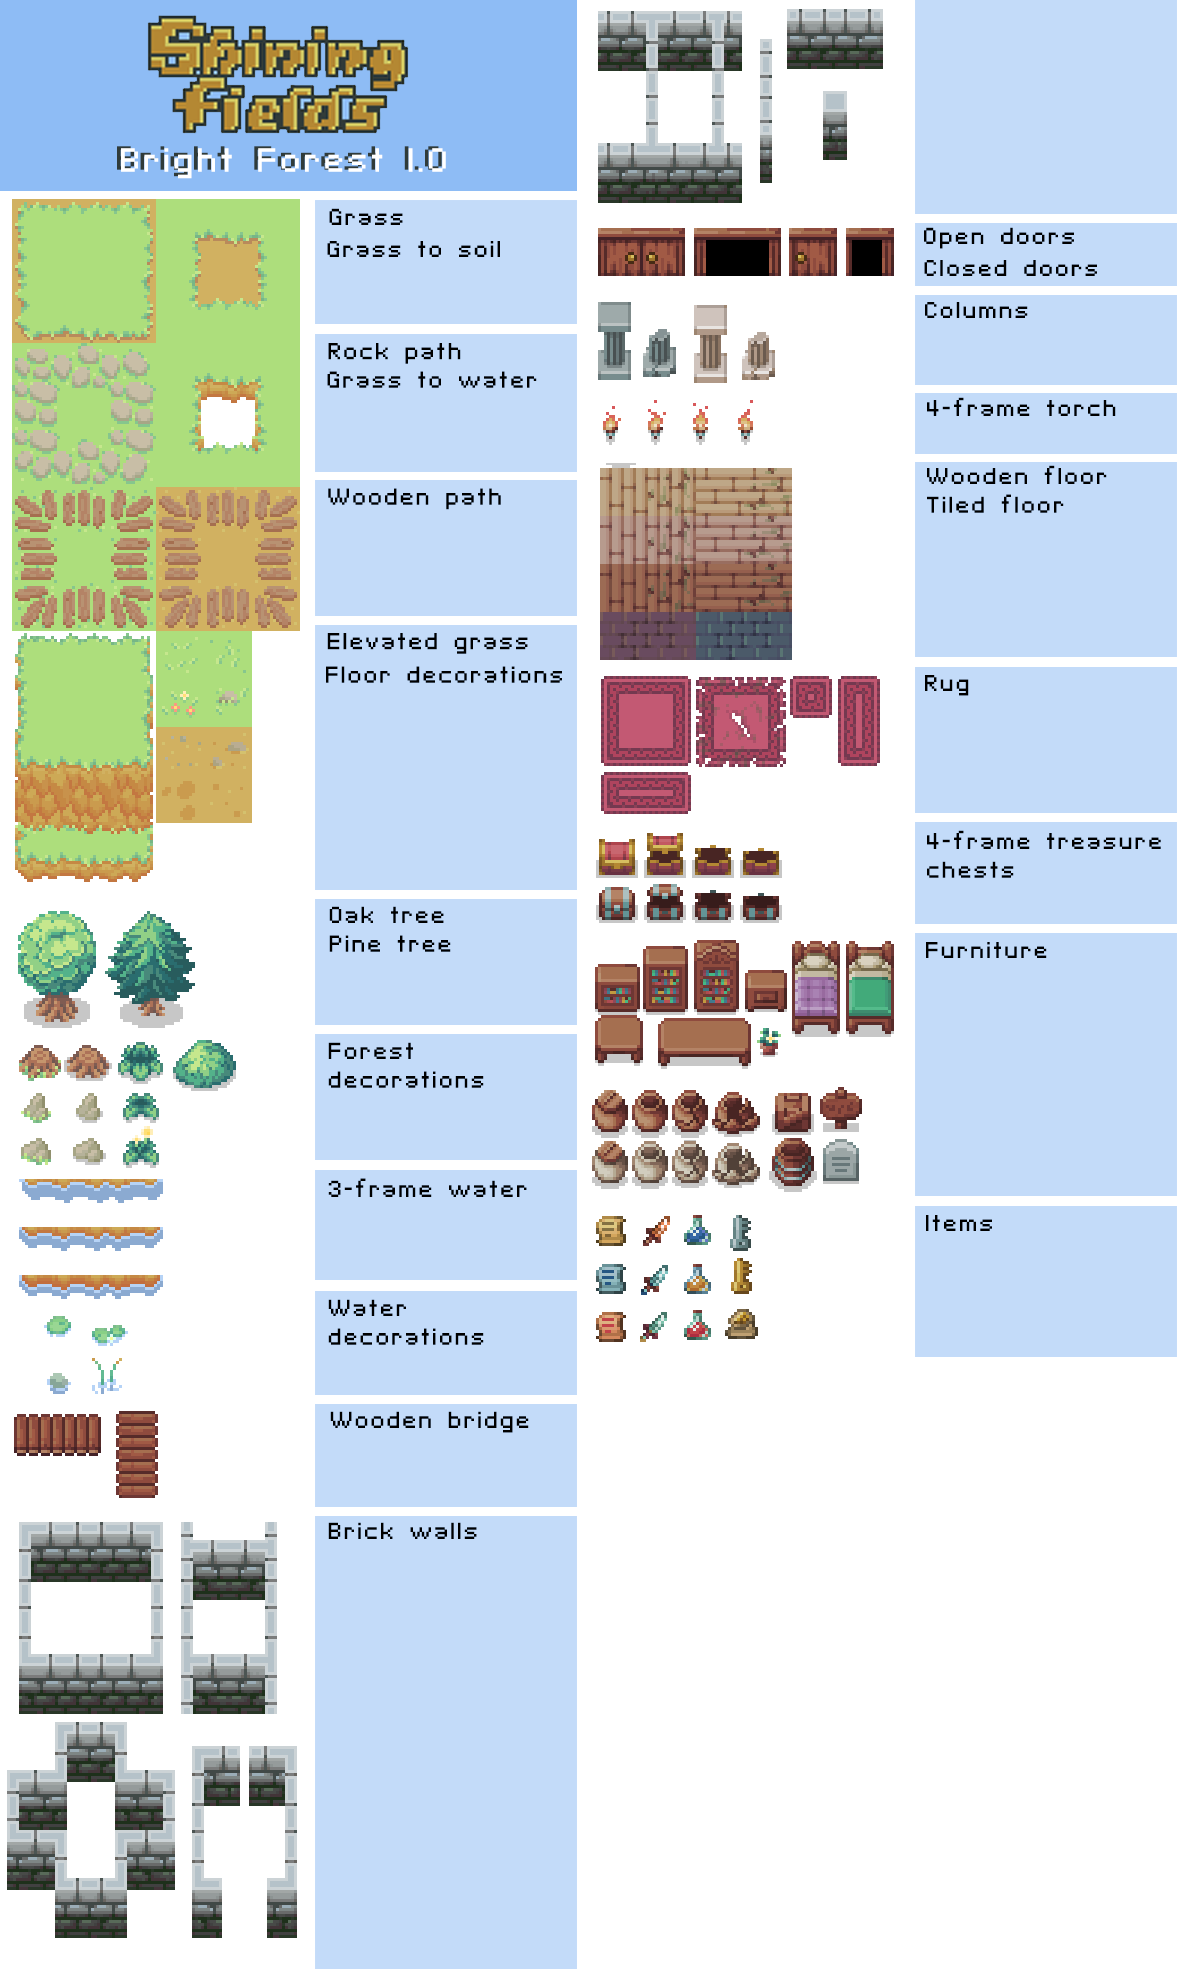 Shining
Fields
Bright Forest 1.0
Grass
Grass to soil
Rock path
Grass to water
Wooden path
Elevated grass
Floor decorations
Oak tree
Pine tree
Forest
decorations
3-frame water
Water
decorations
Wooden bridge
Brick walls
Open doors
Closed doors
Columns
4-frame torch
Wooden floor
Tiled floor
Rug
4-frame treasure
chests
Furniture
Items